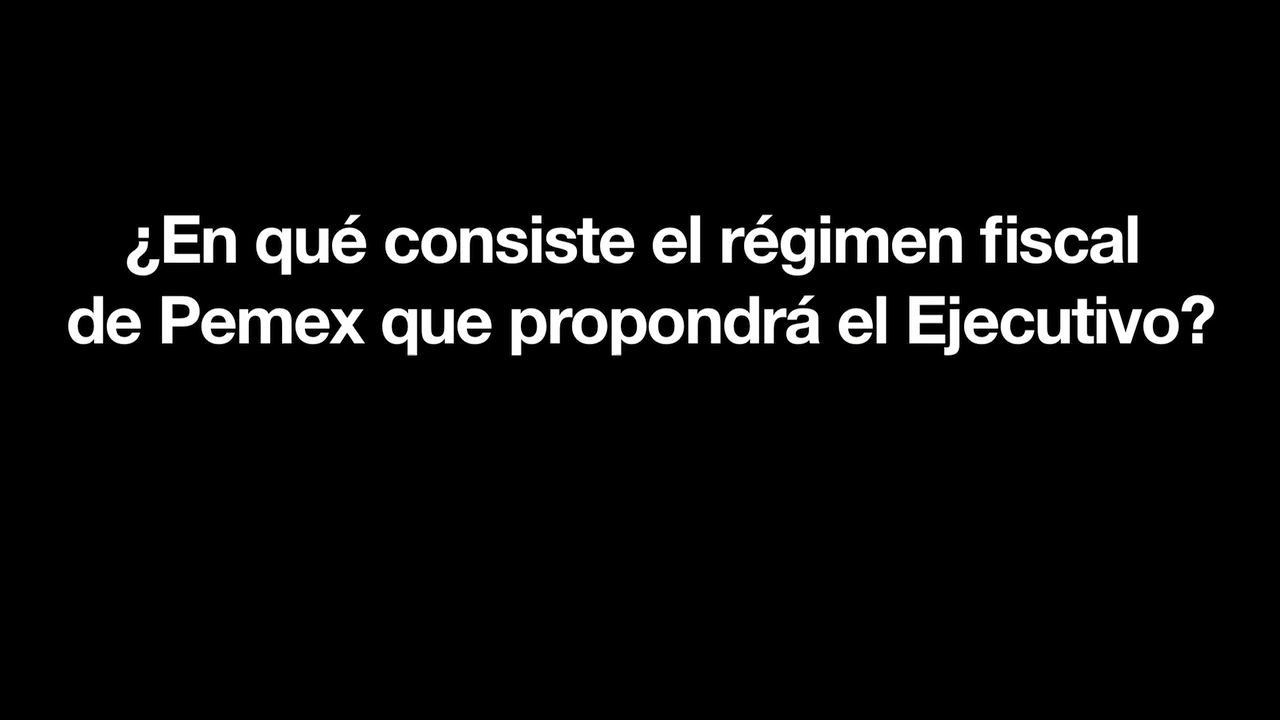 ¿En qué consiste el régimen fiscal
de Pemex que propondrá el Ejecutivo?